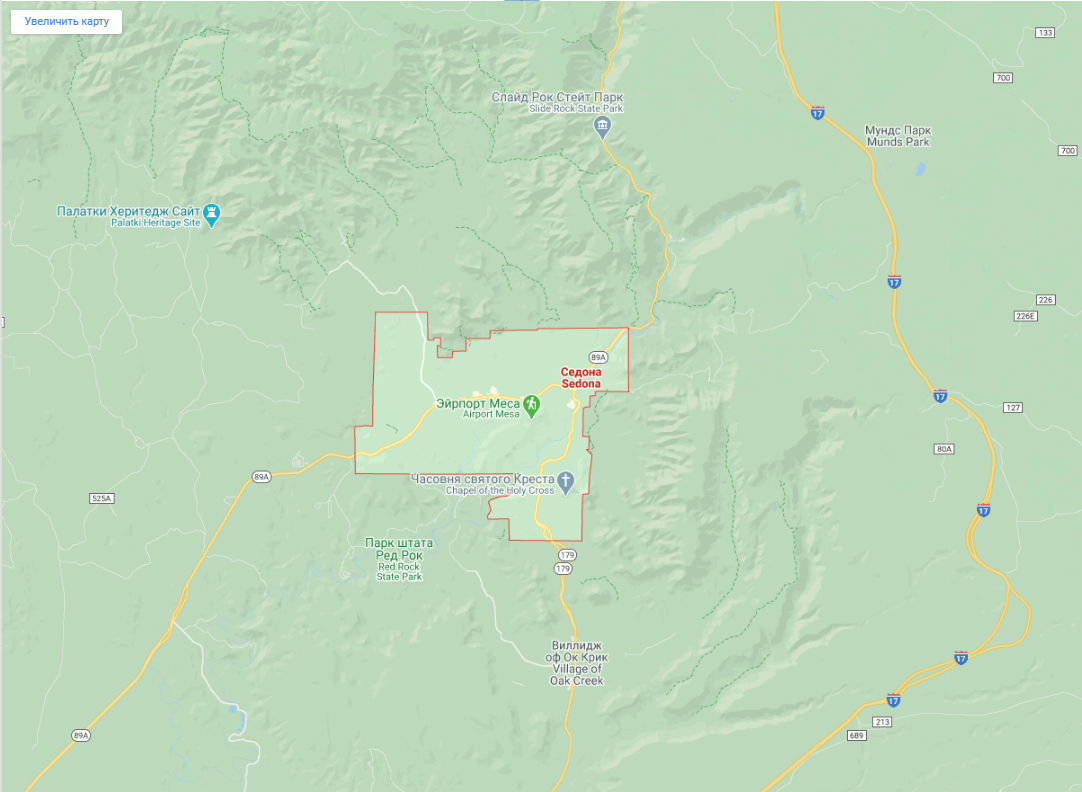 Увеличить карту
133
700
Слайд Рок Стейт Парк
Slide Rock State Park
17
Мундс Парк
Munds Park
700
Палатки Херитедж Сайт
Palatki Heritage Site
17
226
226E
89A
Седона
Sedona
Эйрпорт Меса
Airport Mesa
17
127
80A
89A
Часовня святого Креста
Chapel of the Holy Cross
525A
17
Парк штата
Ред Рок
Red Rock
State Park
179
179
Виллидж
оф Ок Крик
Village of
Oak Creek
17
17
213
689
89A